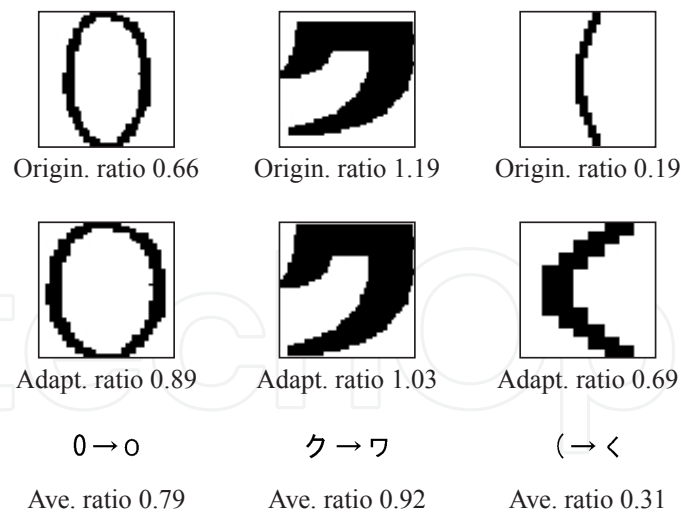 Origin. ratio 0.66 Origin. ratio 1.19 Origin. ratio 0.19
Adapt. ratio 0.89 Adapt. ratio 1.03 Adapt. ratio 0.69
0→o ク→ワ (→く
Ave. ratio 0.79 Ave. ratio 0.92 Ave. ratio 0.31